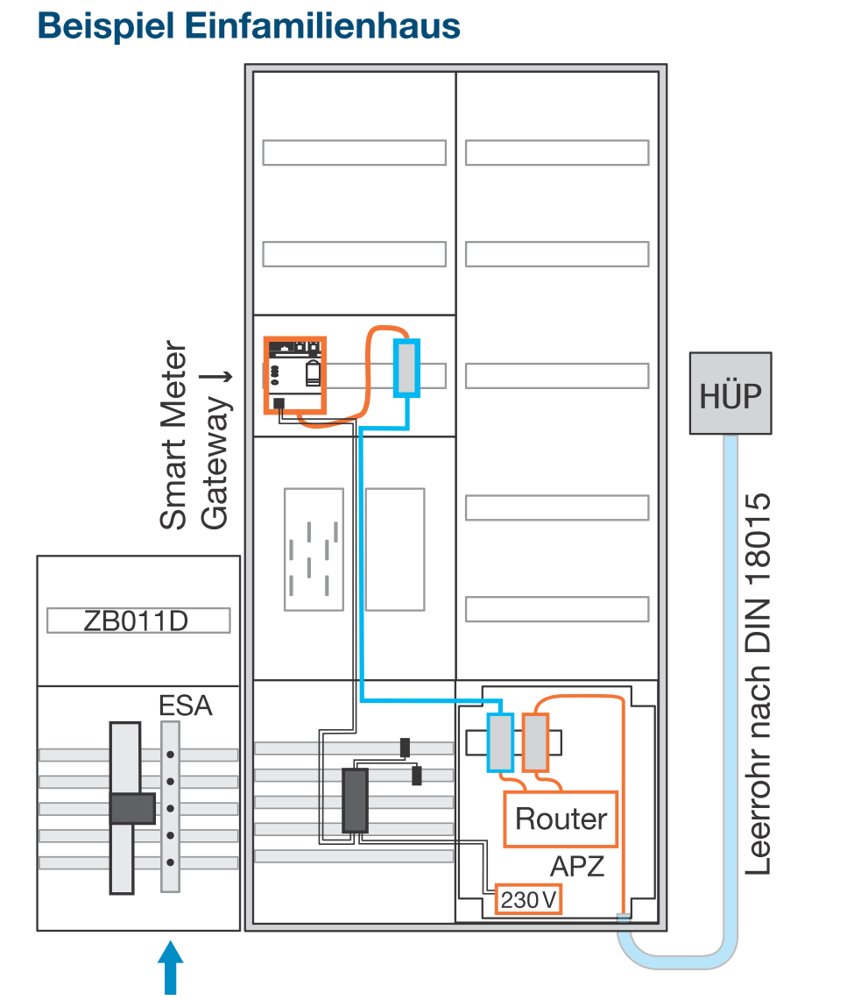 Beispiel Einfamilienhaus
Smart Meter
Gateway
HÜP
Leerrohr nach DIN 18015
ZB011D
ESA
Router
APZ
230 V